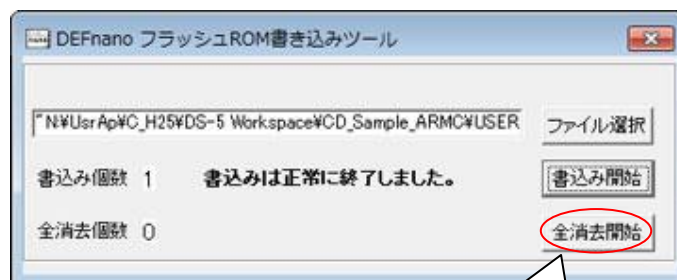 DEFnano フラッシュROM書き込みツール
"N:¥UsrAp¥C_H25¥DS-5 Workspace¥CD_Sample_ARMC¥USER
ファイル選択
書込み個数 1 書込みは正常に終了しました。 書込み開始
全消去個数 0 全消去開始